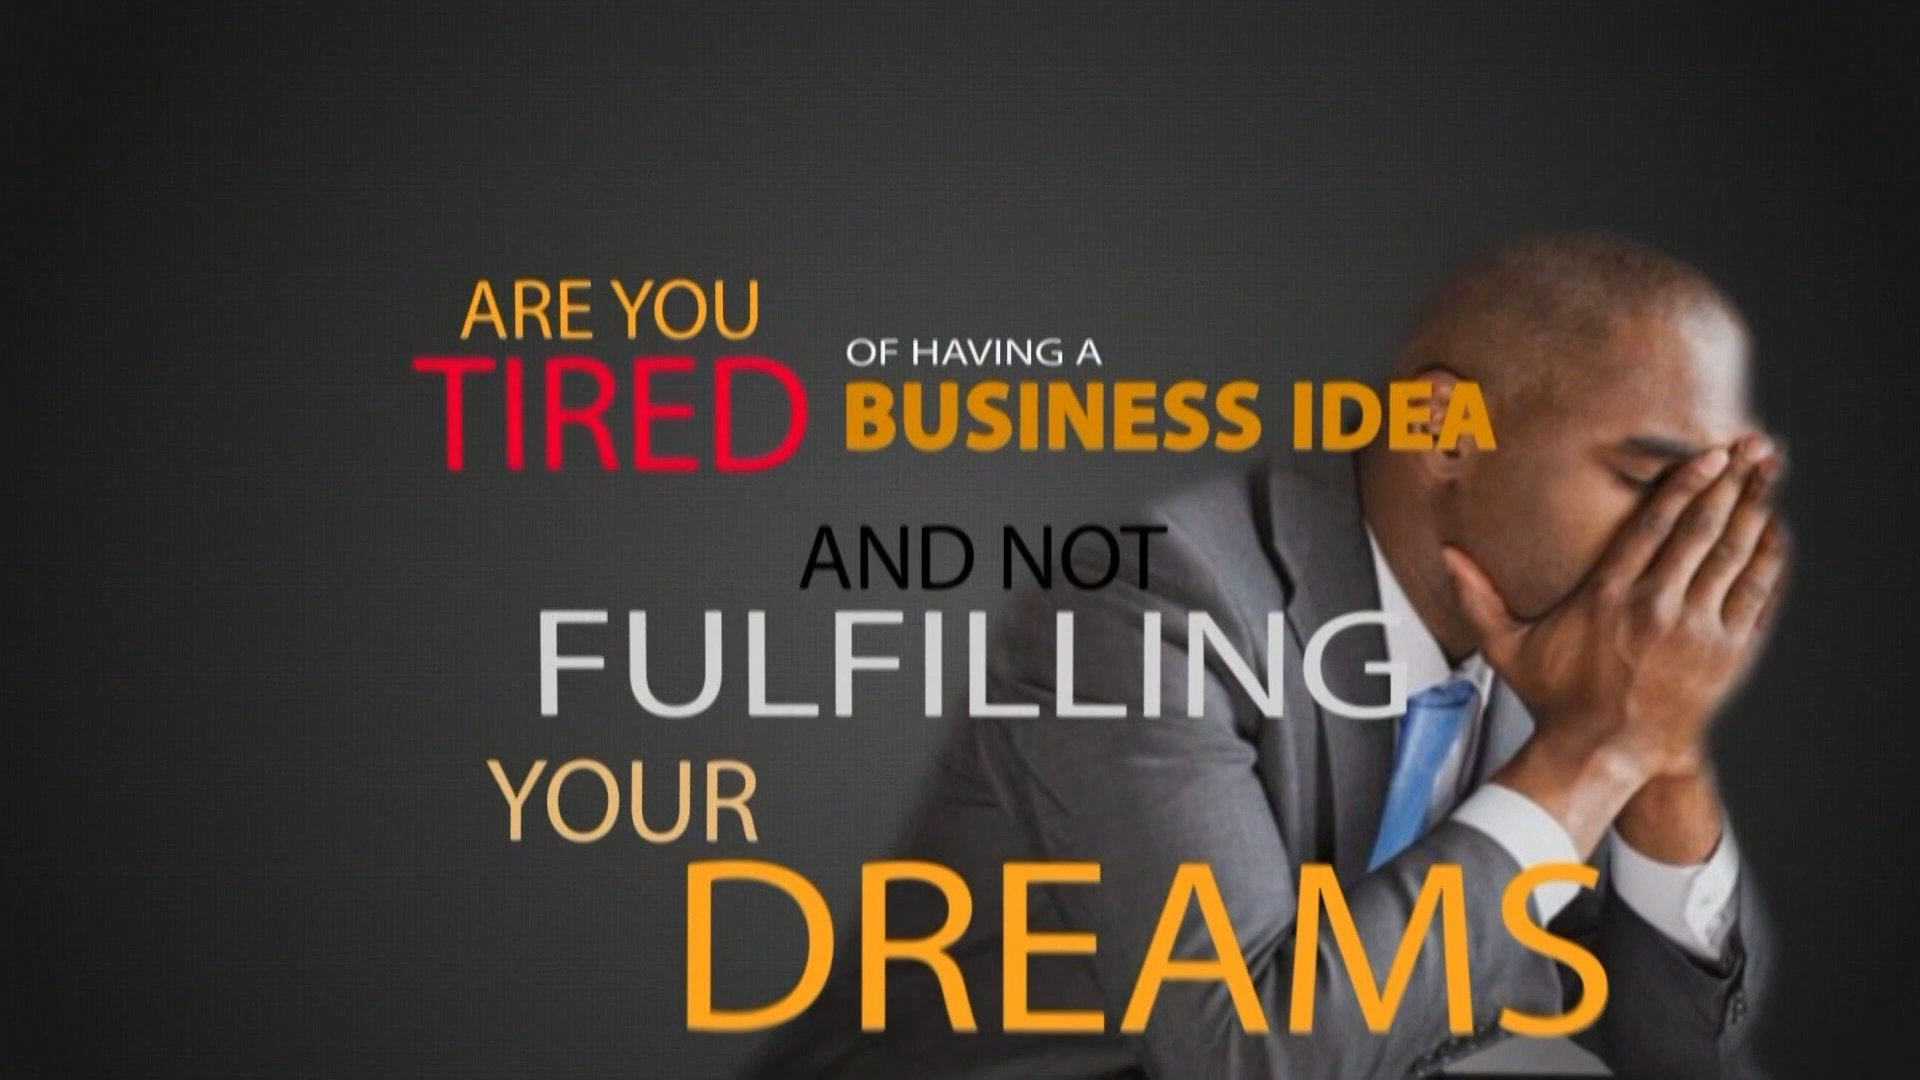 ARE YOU
TIRED
OF HAVING A
BUSINESS IDEA
AND NOT
FULFILLING
YOUR
DREAMS